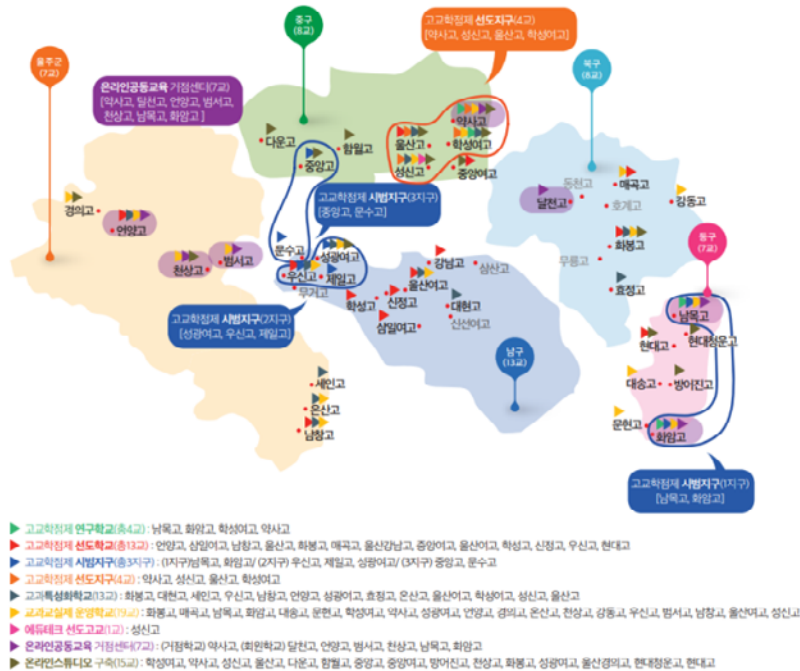 중구
(8교)
고교학점제 선도지구(4교)
[약사고, 성신고, 울산고, 학성여고]
울주군
(7교)
북구
(8교)
온라인공동교육 거점센터(7교)
[약사고, 달천고, 언양고, 범서고,
천상고, 남목고, 화암고 ]
약사고
다운고
함월고
울산고
학성여고
중앙고
성신고
중앙여고
동천고
매곡고
고교학점제 시범지구(3지구)
[중앙고, 문수고]
경의고
달천고
호계고
강동고
언양고
동구
(7교)
화봉고
문수고
성광여고
강남고
범서고
천상고
우신고
제일고
삼산고
무룡고
울산여고
무거고
효정고
학성고
신정고
대현고
남목고
고교학점제 시범지구(2지구)
[성광여고, 우신고, 제일고]
삼일여고
신선여고
현대고
현대청운고
남구
(13교)
세인고
대송고
방어진고
온산고
문현고
남창고
화암고
고교학점제 시범지구(1지구)
[남목고, 화암고]
고교학점제 연구학교(총4교) : 남목고, 화암고, 학성여고, 약사고
고교학점제 선도학교(총13교) : 언양고, 삼일여고, 남창고, 울산고, 화봉고, 매곡고, 울산강남고, 중앙여고, 울산여고, 학성고, 신정고, 우신고, 현대고
고교학점제 시범지구(총3지구) : (1지구)남목고, 화암고/ (2지구) 우신고, 제일고, 성광여고/ (3지구) 중앙고, 문수고
고교학점제 선도지구(4교) : 약사고, 성신고, 울산고, 학성여고
교과특성화학교(13교) : 화봉고, 대현고, 세인고, 우신고, 남창고, 언양고, 성광여고, 효정고, 온산고, 울산여고, 학성여고, 성신고, 울산고
교과교실제 운영학교(19교) : 화봉고, 매곡고, 남목고, 화암고, 대송고, 문현고, 학성여고, 약사고, 성광여고, 언양고, 경의고, 온산고, 천상고, 강동고, 우신고, 범서고, 남창고, 울산여고, 성신고
에듀테크 선도고교(1교) : 성신고
온라인공동교육 거점센터(7교) : (거점학교) 약사고, (회원학교) 달천고, 언양고, 범서고, 천상고, 남목고, 화암고
온라인스튜디오 구축(15교) : 학성여고, 약사고, 성신고, 울산고, 다운고, 함월고, 중앙고, 중앙여고, 방어진고, 천상고, 화봉고, 성광여고, 울산경의고, 현대청운고, 현대고